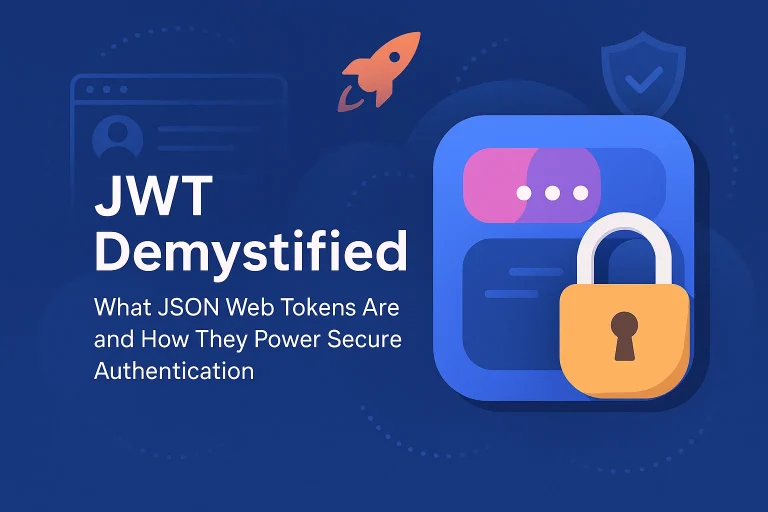 JWT
Demystified
What JSON Web Tokens Are
and How They Power Secure
Authentication